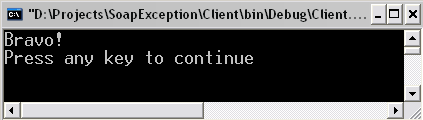 "D:\Projects\SoapException\Client\bin\Debug\Client....
Bravo!
Press any key to continue